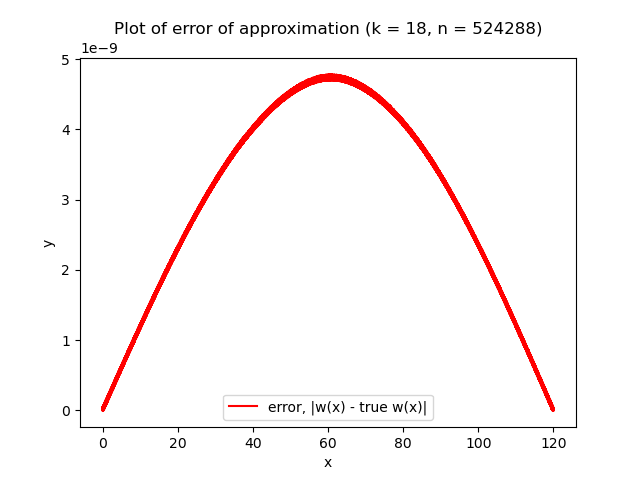 Plot of error of approximation (k = 18, n = 524288)
1e−9
5
4
3
2
1
0
y
error, |w(x) - true w(x)|
0 20 40 60 80 100 120
x